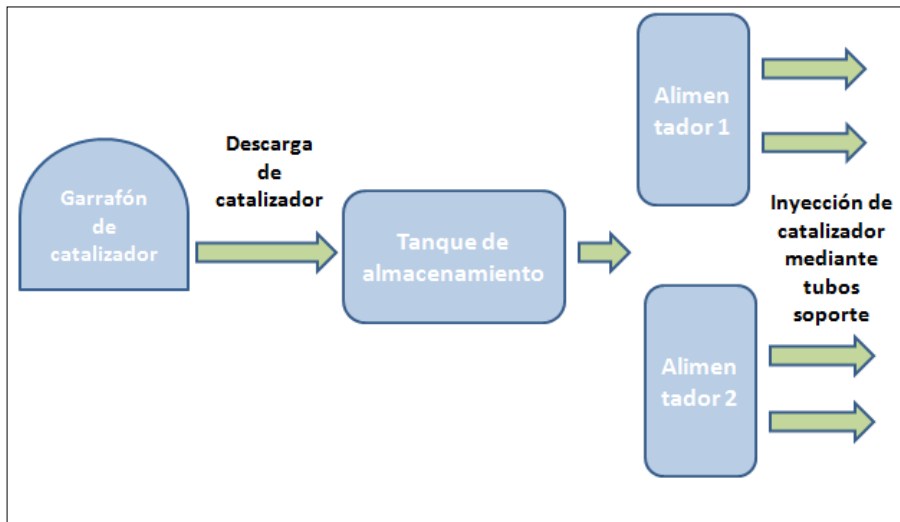 Garrafón
de
catalizador
Descarga
de
catalizador
Tanque de
almacenamiento
Alimen
tador 1
Inyección de
catalizador
mediante
tubos
soporte
Alimen
tador 2